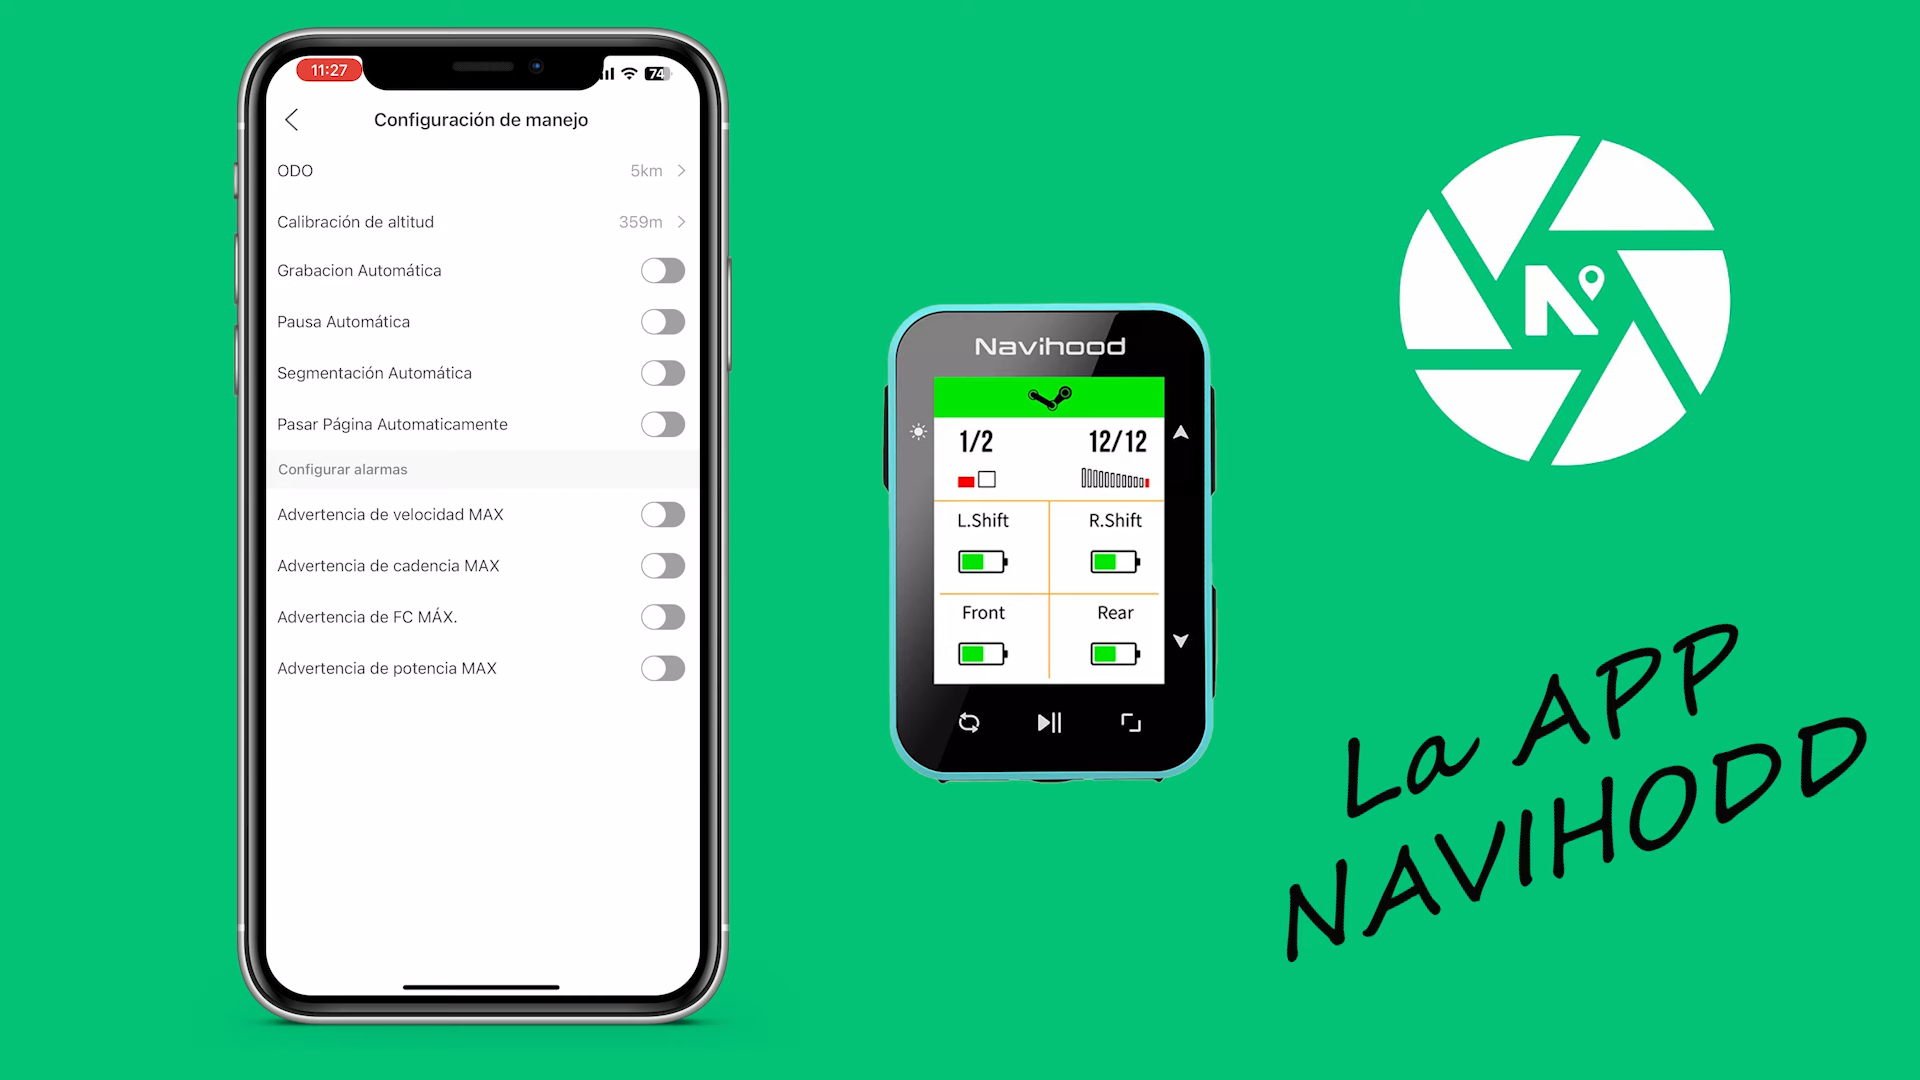 11:27
74
Configuración de manejo
ODO 5km
Calibración de altitud 359m
Grabacion Automática
Pausa Automática
Segmentación Automática
Pasar Página Automaticamente
Configurar alarmas
Advertencia de velocidad MAX
Advertencia de cadencia MAX
Advertencia de FC MÁX.
Advertencia de potencia MAX
Navihood
1/2 12/12
L.Shift R.Shift
Front Rear
N
La APP
NAVIHODD